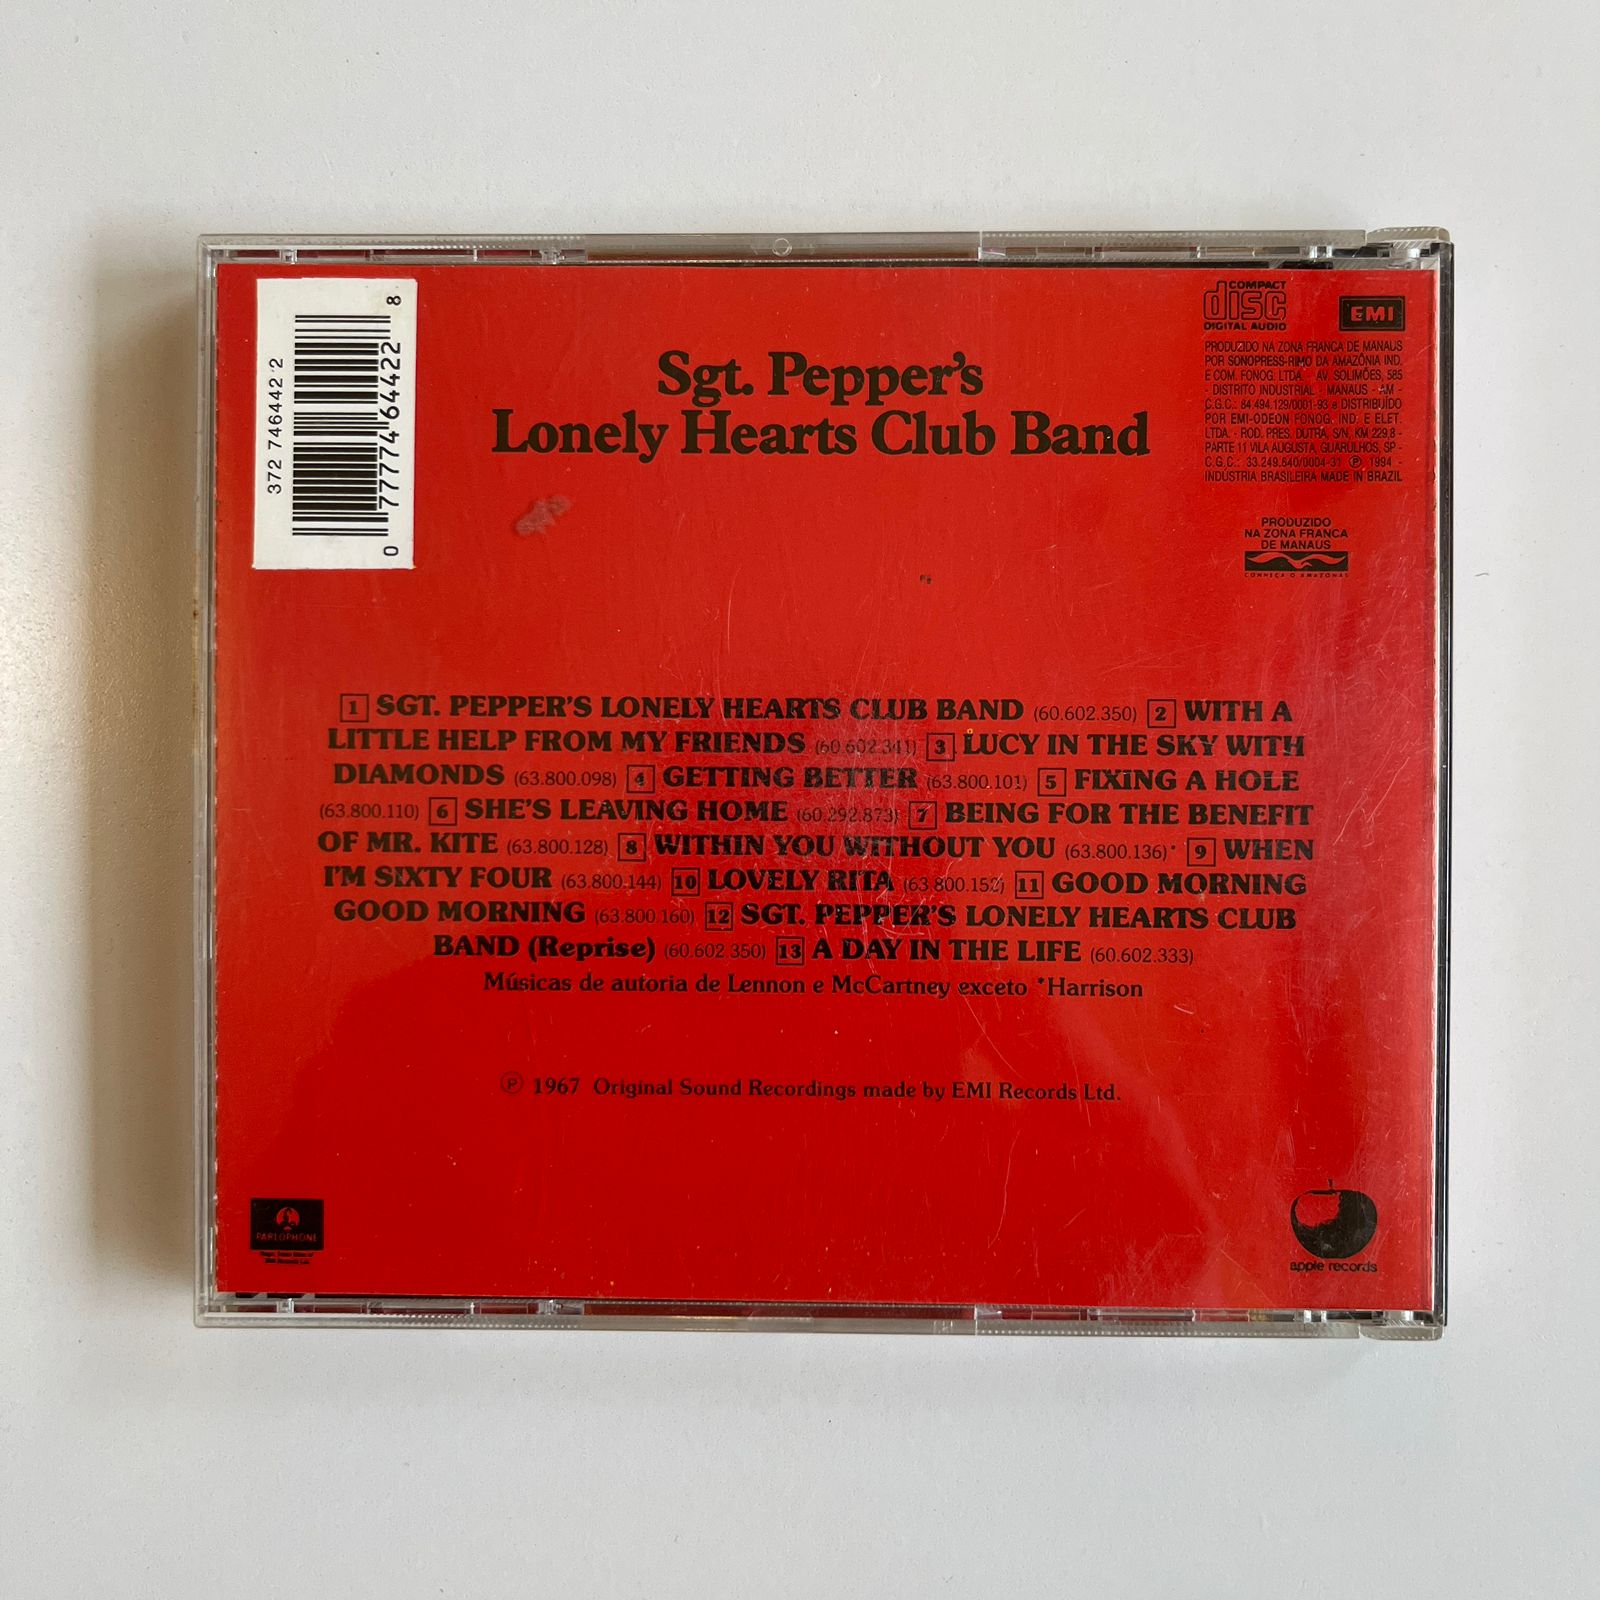 372 746442 2
0 77774 64422 8
COMPACT
disc
DIGITAL AUDIO
EMI
PRODUZIDO NA ZONA FRANCA DE MANAUS
POR SONOPRESS-RIMO DA AMAZÔNIA IND.
E COM. FONOG. LTDA - AV. SOLIMÕES, 585
- DISTRITO INDUSTRIAL - MANAUS - AM -
C.G.C.: 84.494.129/0001-93 e DISTRIBUÍDO
POR EMI-ODEON FONOG. IND. E ELET.
LTDA. - ROD. PRES. DUTRA, S/N, KM 229,8 -
PARTE 11 VILA AUGUSTA, GUARULHOS, SP -
C.G.C.: 33.249.640/0004-31 ℗ 1994 -
INDÚSTRIA BRASILEIRA MADE IN BRAZIL
PRODUZIDO
NA ZONA FRANCA
DE MANAUS
CONHEÇA O AMAZONAS
Sgt. Pepper's
Lonely Hearts Club Band
1 SGT. PEPPER'S LONELY HEARTS CLUB BAND (60.602.350) 2 WITH A
LITTLE HELP FROM MY FRIENDS (60.602.341) 3 LUCY IN THE SKY WITH
DIAMONDS (63.800.098) 4 GETTING BETTER (63.800.101) 5 FIXING A HOLE
(63.800.110) 6 SHE'S LEAVING HOME (60.292.873) 7 BEING FOR THE BENEFIT
OF MR. KITE (63.800.128) 8 WITHIN YOU WITHOUT YOU (63.800.136)* 9 WHEN
I'M SIXTY FOUR (63.800.144) 10 LOVELY RITA (63.800.152) 11 GOOD MORNING
GOOD MORNING (63.800.160) 12 SGT. PEPPER'S LONELY HEARTS CLUB
BAND (Reprise) (60.602.350) 13 A DAY IN THE LIFE (60.602.333)
Músicas de autoria de Lennon e McCartney exceto *Harrison
℗ 1967 Original Sound Recordings made by EMI Records Ltd.
PARLOPHONE
apple records